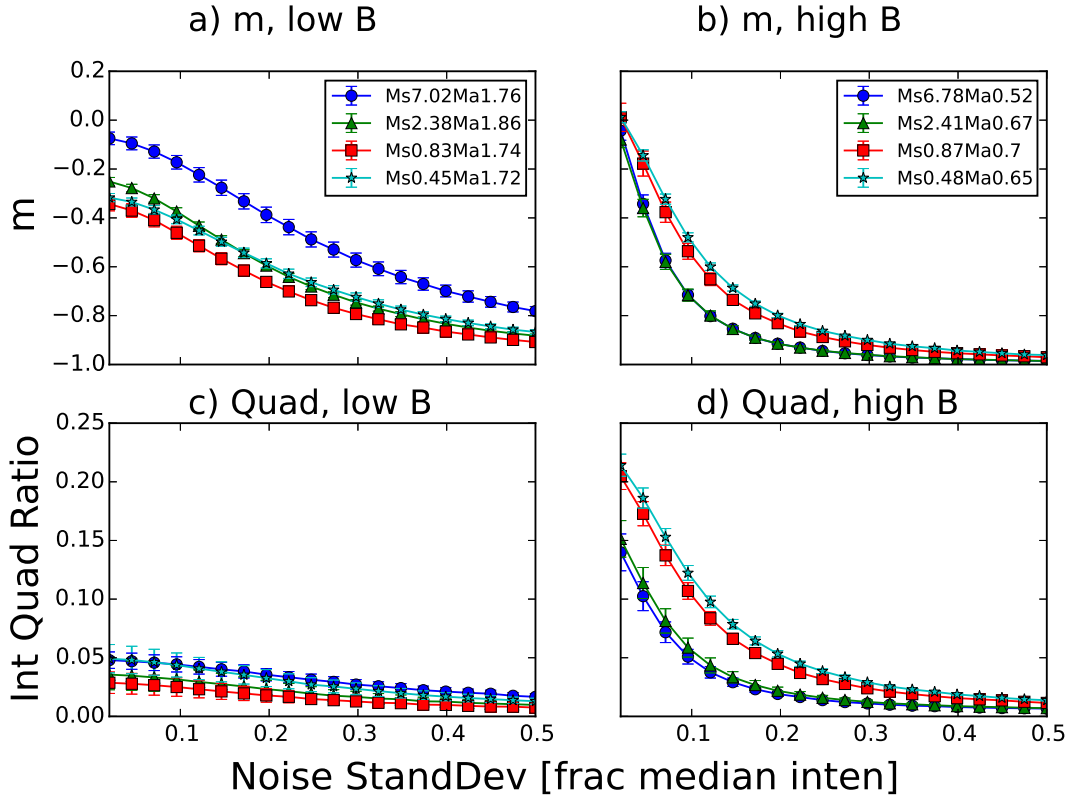 a) m, low B
b) m, high B
0.2
0.0
−0.2
−0.4
−0.6
−0.8
−1.0
m
Ms7.02Ma1.76
Ms2.38Ma1.86
Ms0.83Ma1.74
Ms0.45Ma1.72
Ms6.78Ma0.52
Ms2.41Ma0.67
Ms0.87Ma0.7
Ms0.48Ma0.65
c) Quad, low B
d) Quad, high B
0.25
0.20
0.15
0.10
0.05
0.00
Int Quad Ratio
0.1 0.2 0.3 0.4 0.5
0.1 0.2 0.3 0.4 0.5
Noise StandDev [frac median inten]